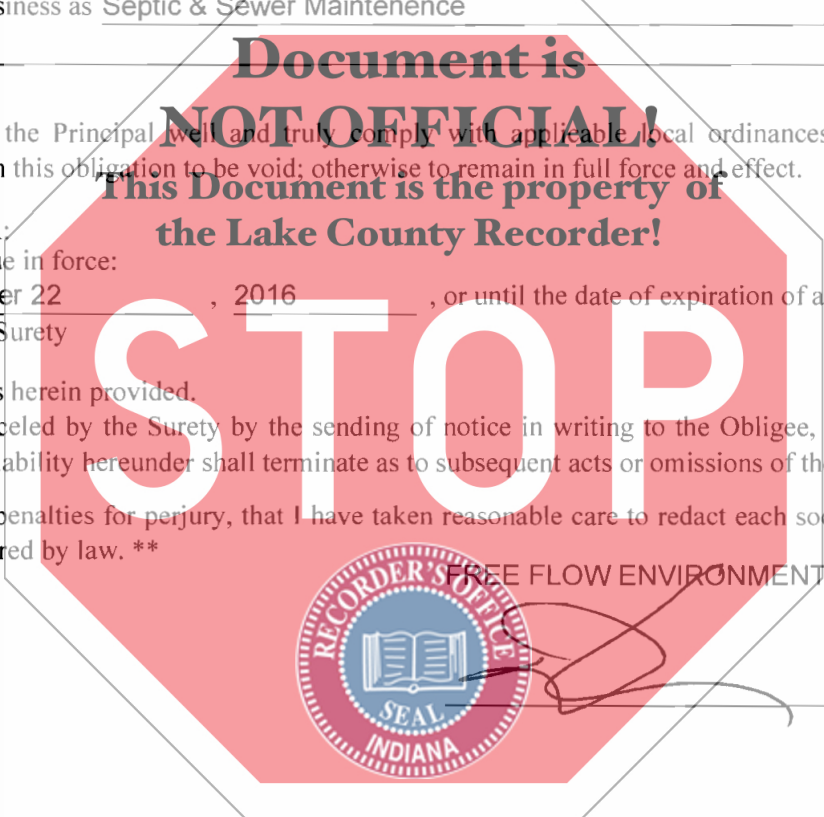 siness as Septic & Sewer Maintenence
Document is
NOT OFFICIAL!
the Principal well and truly comply with applicable local ordinances
this obligation to be void; otherwise to remain in full force and effect.
This Document is the property of
the Lake County Recorder!
e in force:
er 22 , 2016 , or until the date of expiration of a
Surety
s herein provided.
celed by the Surety by the sending of notice in writing to the Obligee,
ability hereunder shall terminate as to subsequent acts or omissions of th
STOP
penalties for perjury, that I have taken reasonable care to redact each so
red by law. **
FREE FLOW ENVIRONMENT
RECORDER'S OFFICE
SEAL
INDIANA